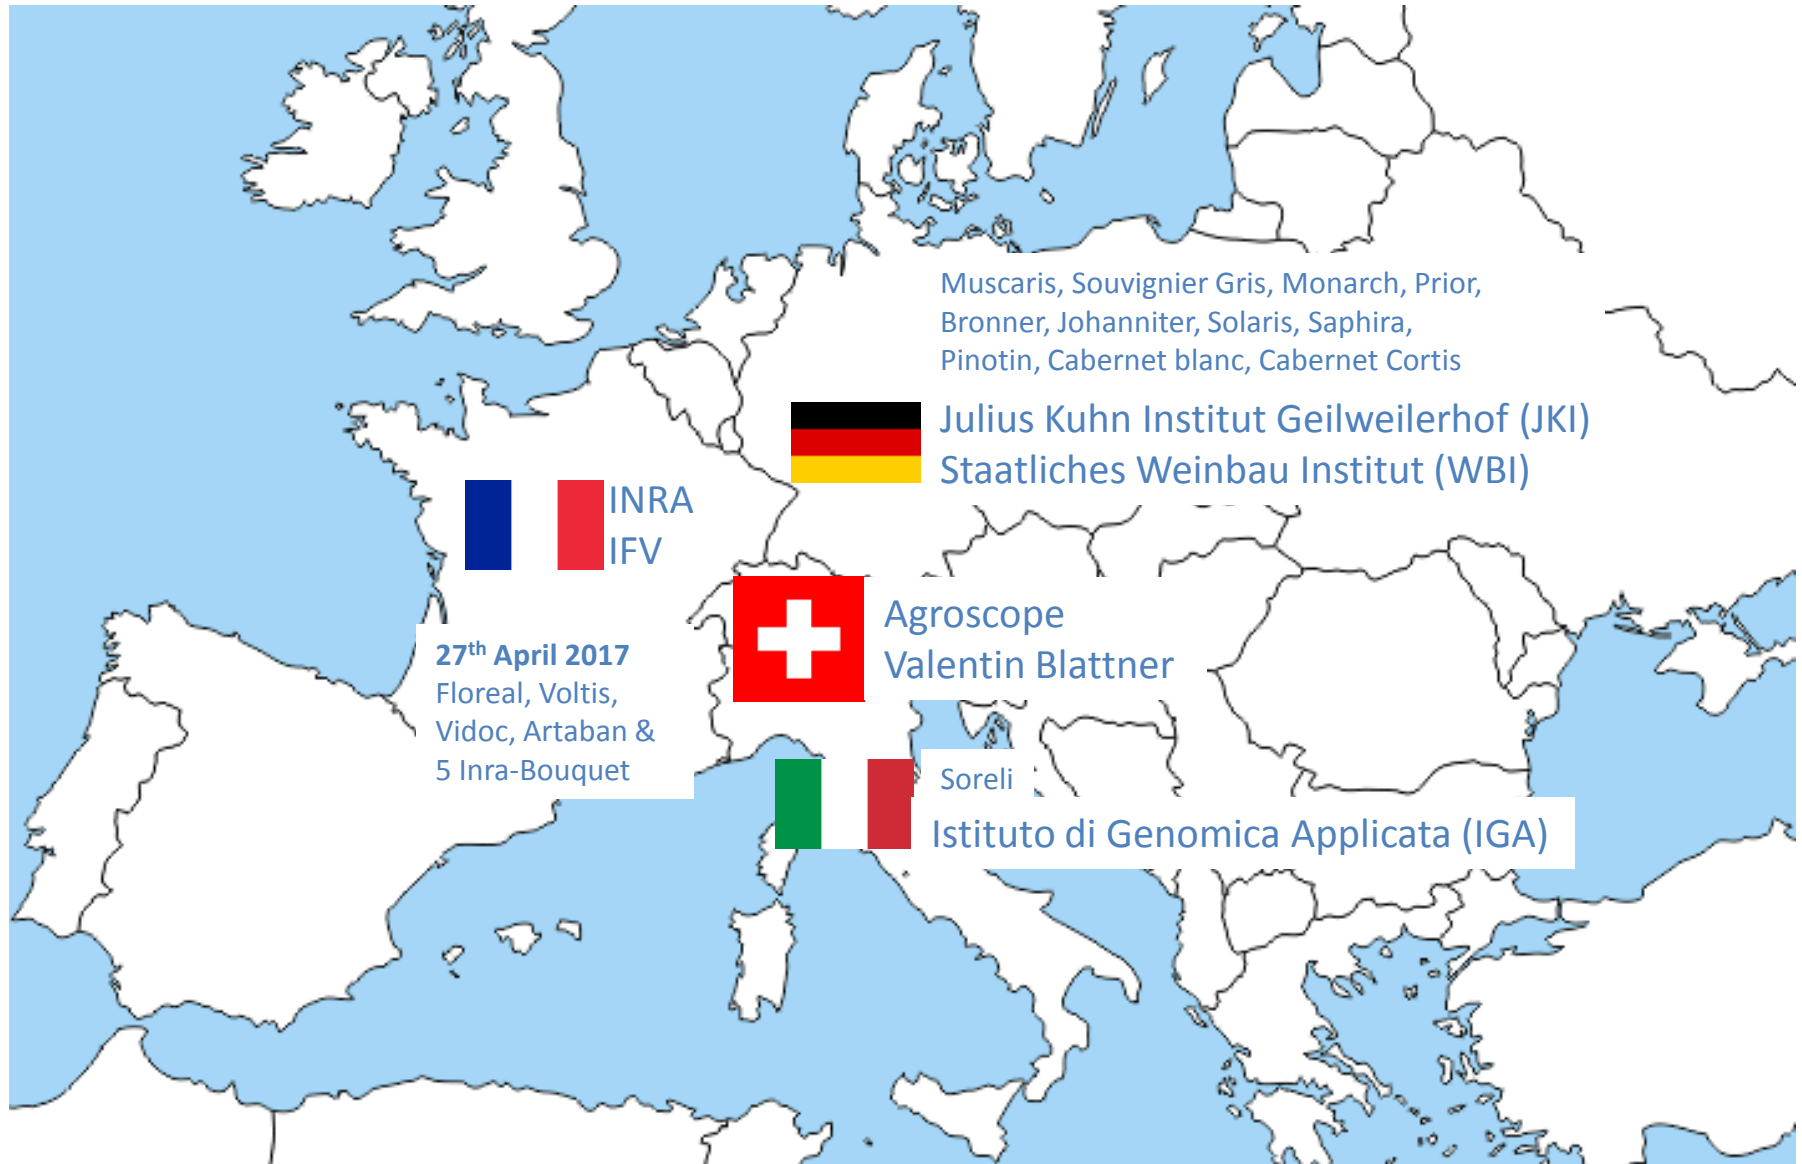 Muscaris, Souvignier Gris, Monarch, Prior,
Bronner, Johanniter, Solaris, Saphira,
Pinotin, Cabernet blanc, Cabernet Cortis
Julius Kuhn Institut Geilweilerhof (JKI)
Staatliches Weinbau Institut (WBI)
INRA
IFV
Agroscope
Valentin Blattner
27th April 2017
Floreal, Voltis,
Vidoc, Artaban &
5 Inra-Bouquet
Soreli
Istituto di Genomica Applicata (IGA)